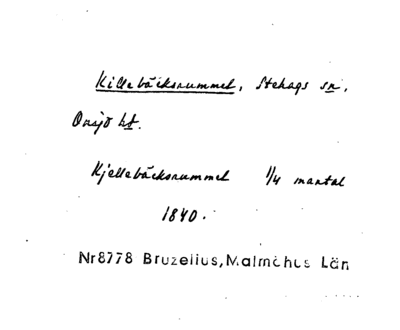 Killebäcksrummet, Stehags sn,
Onsjö hd.
Kjellebäcksrummet 1/4 mantal
1840.
Nr8778 Bruzelius, Malmöhus Län